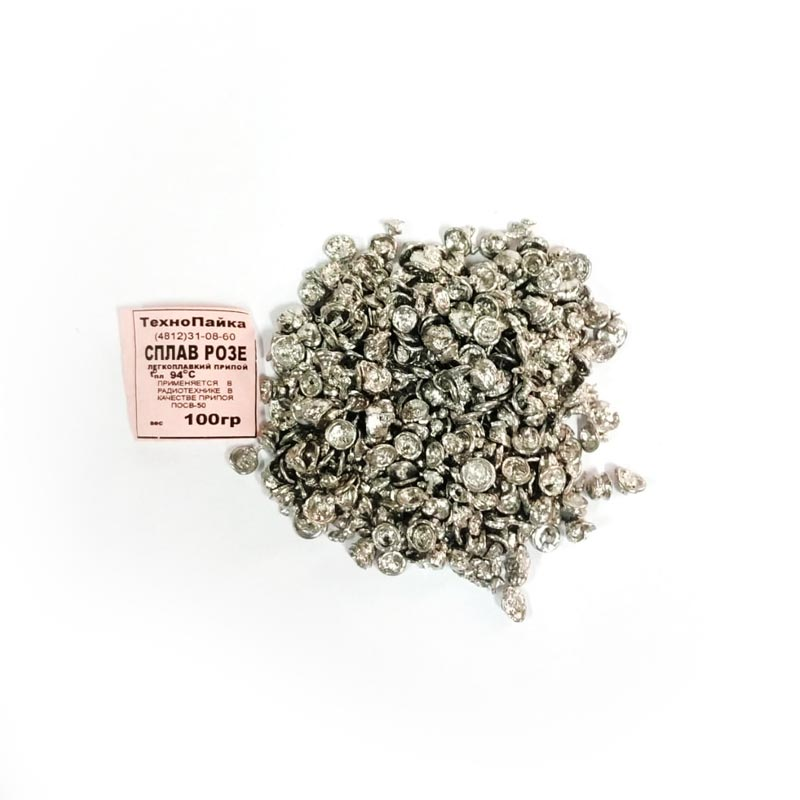 ТехноПайка
(4812)31-08-60
СПЛАВ РОЗЕ
ЛЕГКОПЛАВКИЙ ПРИПОЙ
tпл 94°C
ПРИМЕНЯЕТСЯ В
РАДИОТЕХНИКЕ В
КАЧЕСТВЕ ПРИПОЯ
ПОСВ-50
вес 100гр